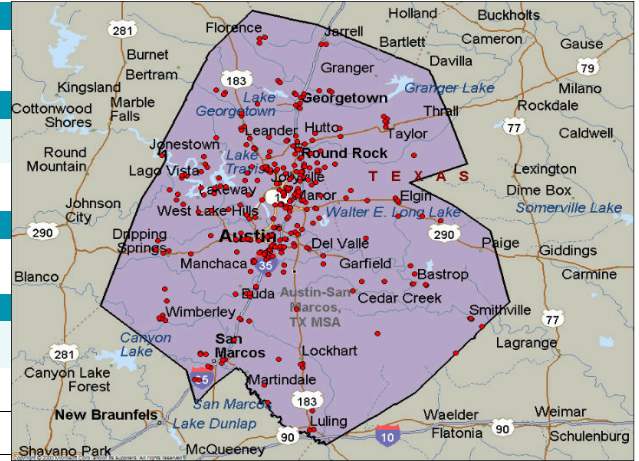 Holland
Buckholts
281
Florence
Jarrell
Bartlett
Cameron
Gause
Burnet
Davilla
Bertram
Granger
79
183
Kingsland
Granger Lake
Milano
Lake
Georgetown
Georgetown
Rockdale
Cottonwood
Shores
Marble
Falls
Thrall
Leander
Hutto
Taylor
77
Caldwell
Jonestown
Round
Mountain
Lake
Travis
Round Rock
Lago Vista
Jollyville
TEXAS
Lexington
Lakeway
Manor
Elgin
Dime Box
Johnson
City
West Lake Hills
Walter E. Long Lake
Somerville Lake
290
Dripping
Springs
Austin
Del Valle
290
Paige
Giddings
Manchaca
35
Garfield
Blanco
Bastrop
Carmine
Buda
Austin-San
Marcos,
TX MSA
Cedar Creek
Wimberley
Smithville
77
Canyon
Lake
San
Marcos
Lagrange
281
Lockhart
Canyon Lake
Forest
35
Martindale
San Marcos
183
New Braunfels
Lake Dunlap
Luling
Waelder
Weimar
90
10
Flatonia
90
Schulenburg
Shavano Park
McQueeney